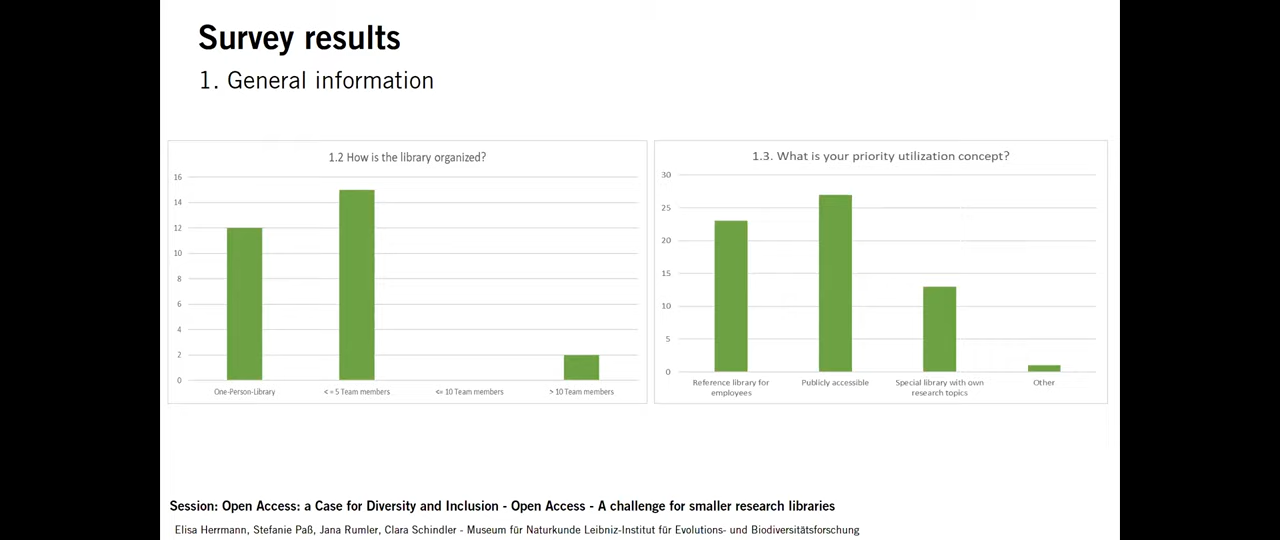 Survey results
1. General information
1.2 How is the library organized?
16
14
12
10
8
6
4
2
0
One-Person-Library
< = 5 Team members
<= 10 Team members
> 10 Team members
1.3. What is your priority utilization concept?
30
25
20
15
10
5
0
Reference library for
employees
Publicly accessible
Special library with own
research topics
Other
Session: Open Access: a Case for Diversity and Inclusion - Open Access - A challenge for smaller research libraries
Elisa Herrmann, Stefanie Paß, Jana Rumler, Clara Schindler - Museum für Naturkunde Leibniz-Institut für Evolutions- und Biodiversitätsforschung